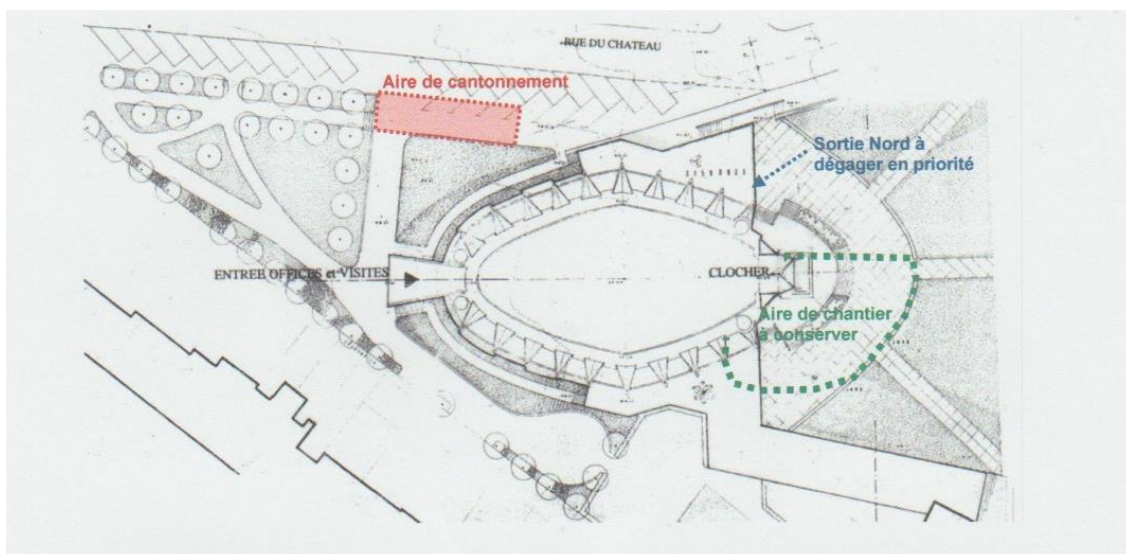 RUE DU CHATEAU
Aire de cantonnement
Sortie Nord à
dégager en priorité
ENTREE OFFICES et VISITES
CLOCHER
Aire de chantier
à conserver